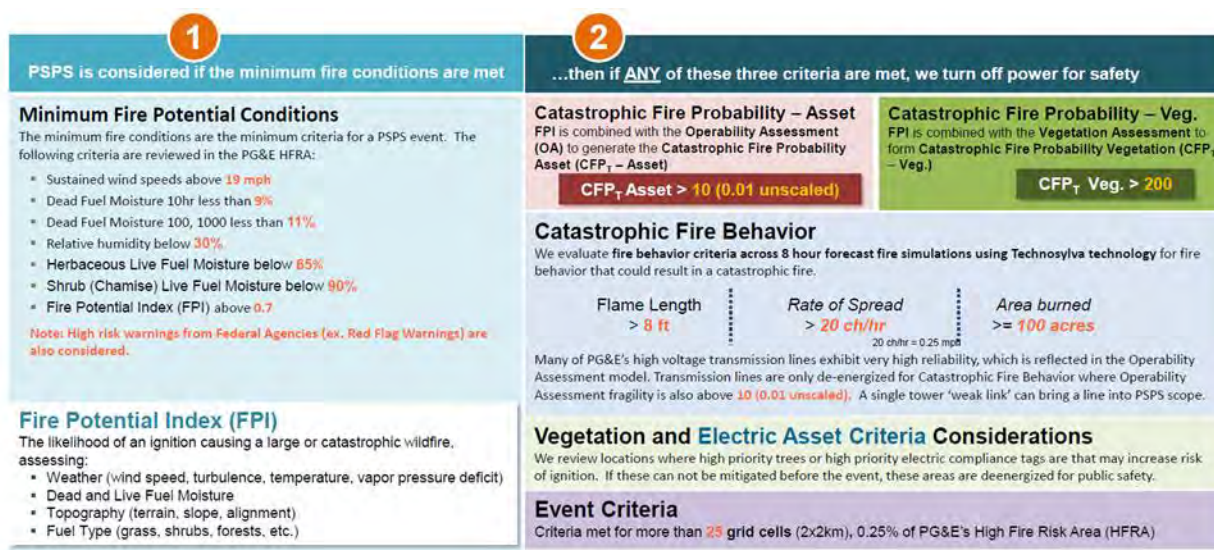 1
PSPS is considered if the minimum fire conditions are met
Minimum Fire Potential Conditions
The minimum fire conditions are the minimum criteria for a PSPS event. The
following criteria are reviewed in the PG&E HFRA:
▪ Sustained wind speeds above 19 mph
▪ Dead Fuel Moisture 10hr less than 9%
▪ Dead Fuel Moisture 100, 1000 less than 11%
▪ Relative humidity below 30%
▪ Herbaceous Live Fuel Moisture below 65%
▪ Shrub (Chamise) Live Fuel Moisture below 90%
▪ Fire Potential Index (FPI) above 0.7
Note: High risk warnings from Federal Agencies (ex. Red Flag Warnings) are
also considered.
Fire Potential Index (FPI)
The likelihood of an ignition causing a large or catastrophic wildfire,
assessing:
▪ Weather (wind speed, turbulence, temperature, vapor pressure deficit)
▪ Dead and Live Fuel Moisture
▪ Topography (terrain, slope, alignment)
▪ Fuel Type (grass, shrubs, forests, etc.)
2
...then if ANY of these three criteria are met, we turn off power for safety
Catastrophic Fire Probability – Asset
FPI is combined with the Operability Assessment
(OA) to generate the Catastrophic Fire Probability
Asset (CFPT – Asset)
CFPT Asset > 10 (0.01 unscaled)
Catastrophic Fire Probability – Veg.
FPI is combined with the Vegetation Assessment to
form Catastrophic Fire Probability Vegetation (CFPT
– Veg.)
CFPT Veg. > 200
Catastrophic Fire Behavior
We evaluate fire behavior criteria across 8 hour forecast fire simulations using Technosylva technology for fire
behavior that could result in a catastrophic fire.
Flame Length
> 8 ft
Rate of Spread
> 20 ch/hr
20 ch/hr = 0.25 mph
Area burned
>= 100 acres
Many of PG&E's high voltage transmission lines exhibit very high reliability, which is reflected in the Operability
Assessment model. Transmission lines are only de-energized for Catastrophic Fire Behavior where Operability
Assessment fragility is also above 10 (0.01 unscaled). A single tower 'weak link' can bring a line into PSPS scope.
Vegetation and Electric Asset Criteria Considerations
We review locations where high priority trees or high priority electric compliance tags are that may increase risk
of ignition. If these can not be mitigated before the event, these areas are deenergized for public safety.
Event Criteria
Criteria met for more than 25 grid cells (2x2km), 0.25% of PG&E's High Fire Risk Area (HFRA)